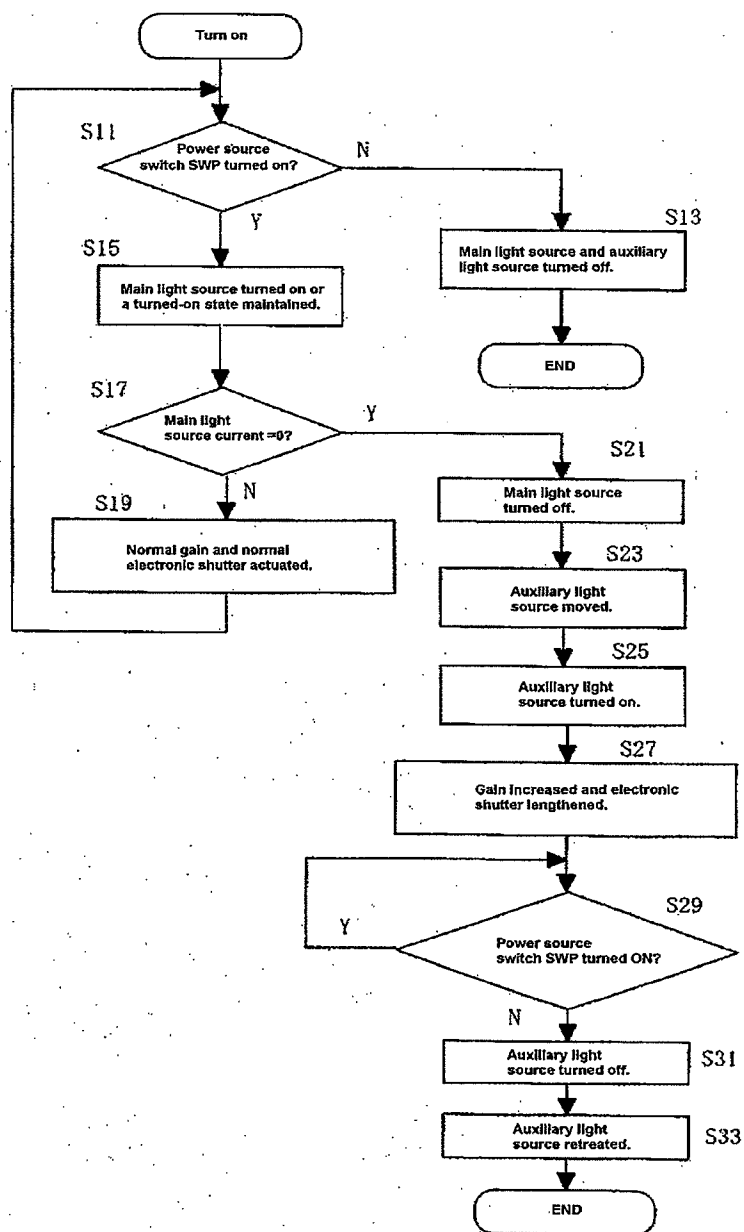 Turn on
S11
Power source
switch SWP turned on?
N
Y
S13
Main light source and auxiliary
light source turned off.
END
S15
Main light source turned on or
a turned-on state maintained.
S17
Main light
source current =0?
Y
N
S19
Normal gain and normal
electronic shutter actuated.
S21
Main light source
turned off.
S23
Auxiliary light
source moved.
S25
Auxiliary light
source turned on.
S27
Gain increased and electronic
shutter lengthened.
S29
Y
Power source
switch SWP turned ON?
N
Auxiliary light
source turned off.
S31
Auxiliary light
source retreated.
S33
END